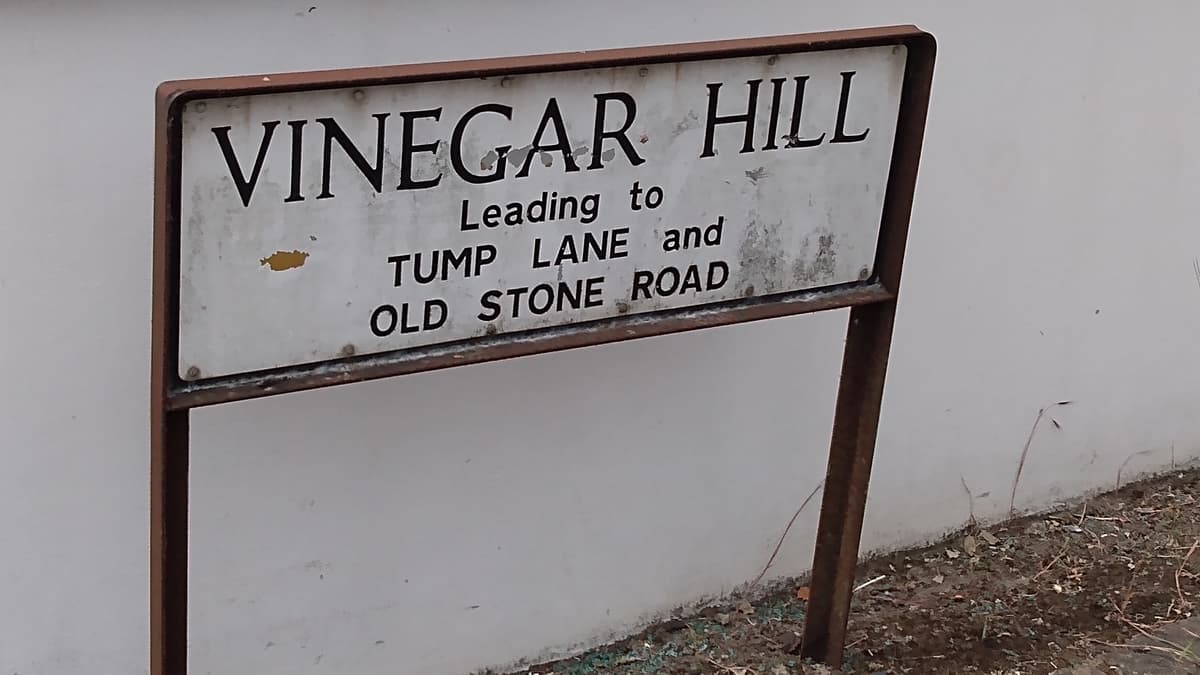 VINEGAR HILL
Leading to
TUMP LANE and
OLD STONE ROAD